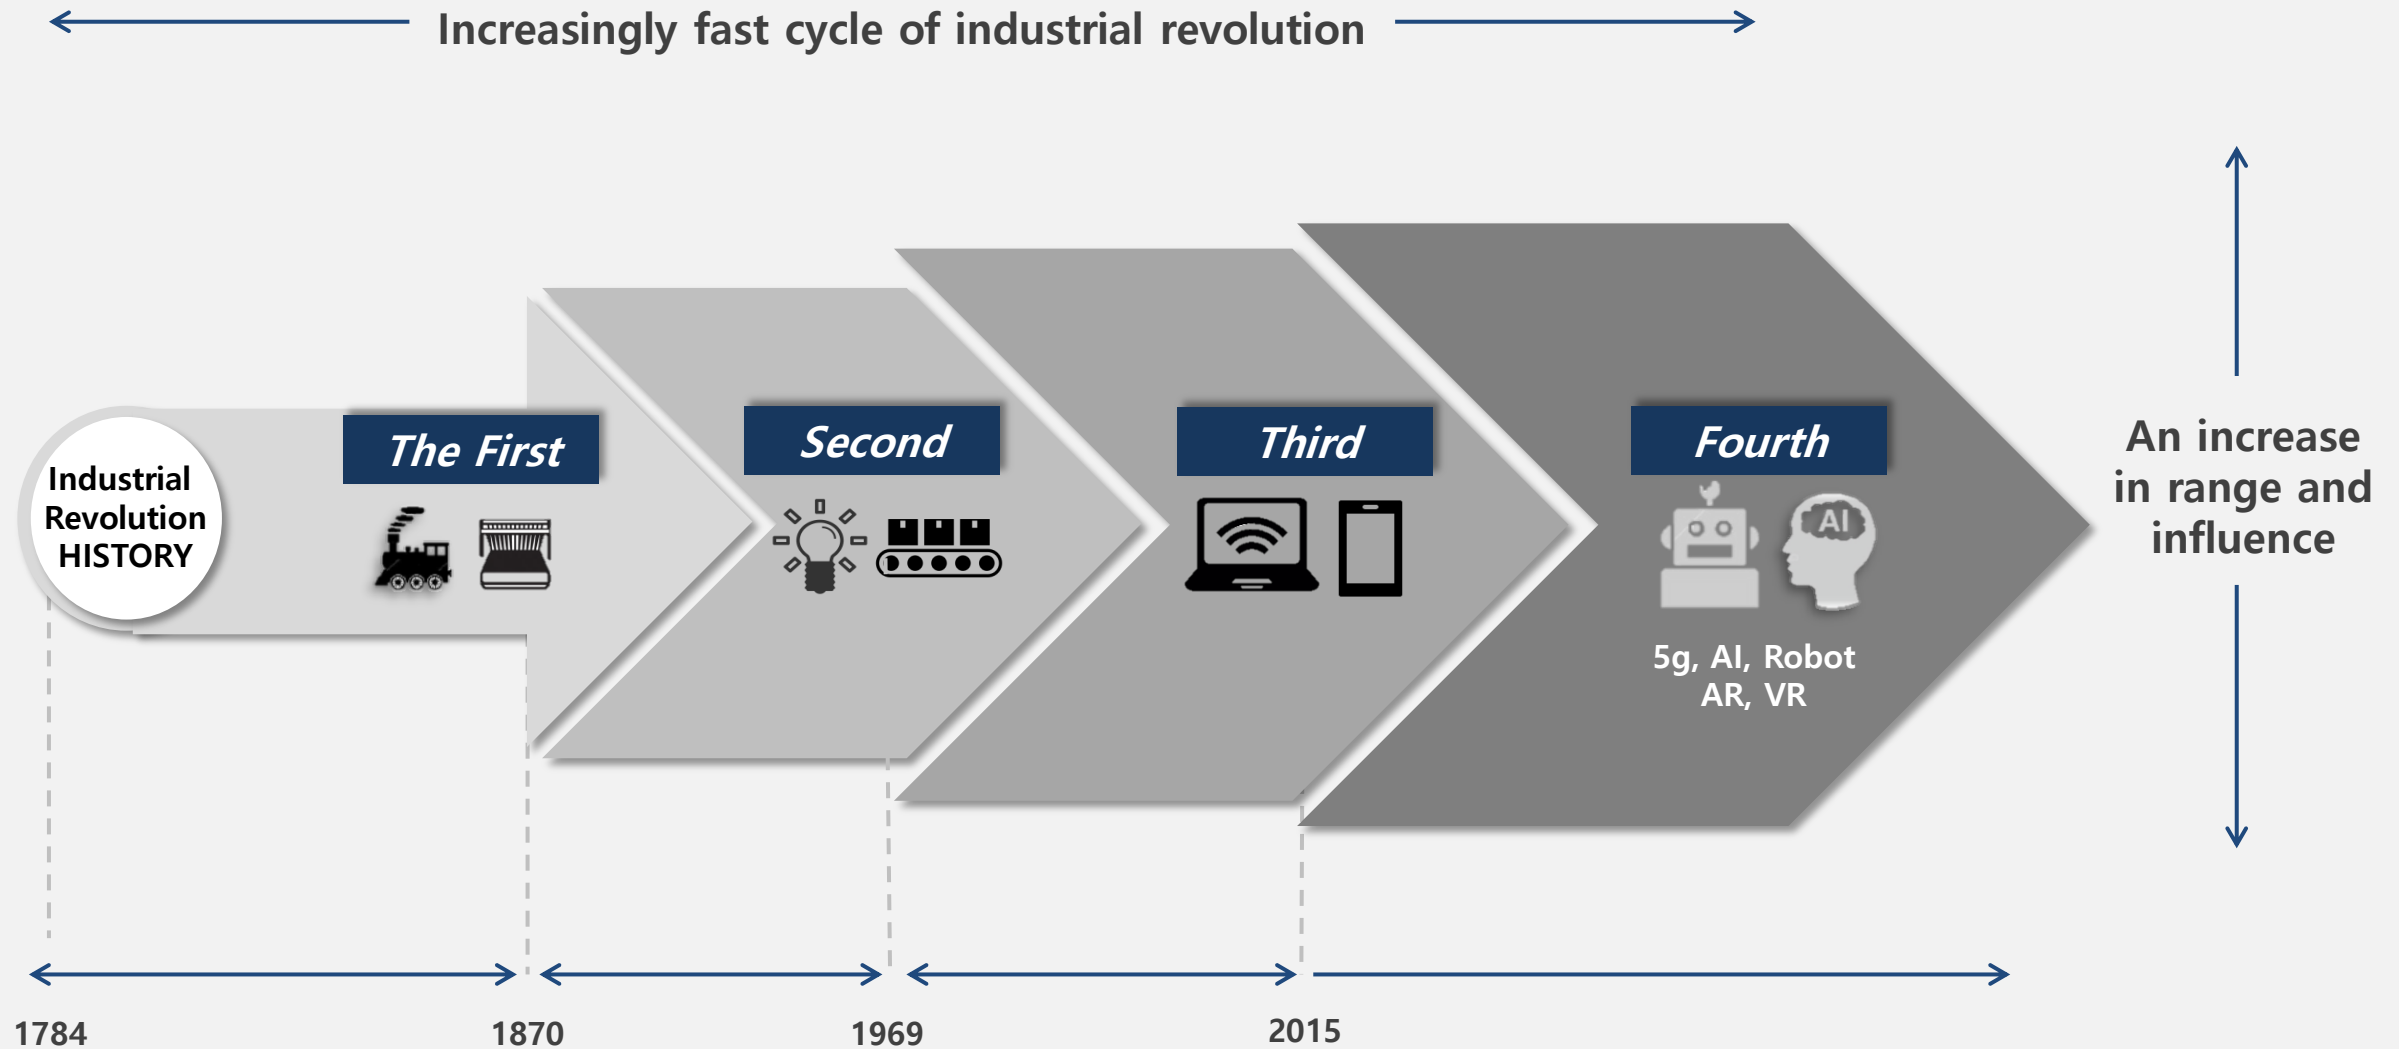 Increasingly fast cycle of industrial revolution
Industrial
Revolution
HISTORY
The First
Second
Third
Fourth
AI
5g, AI, Robot
AR, VR
An increase
in range and
influence
1784
1870
1969
2015